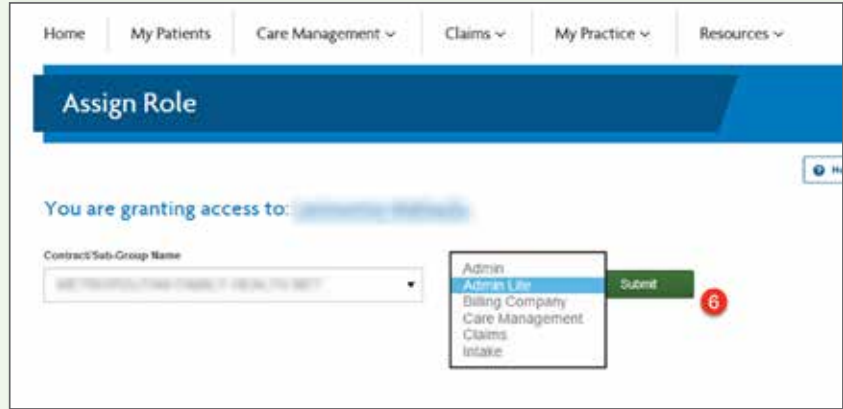 Home My Patients Care Management Claims My Practice Resources
Assign Role
You are granting access to:
Contract/Sub-Group Name
Admin
Admin Lite
Billing Company
Care Management
Claims
Intake
Submit
6